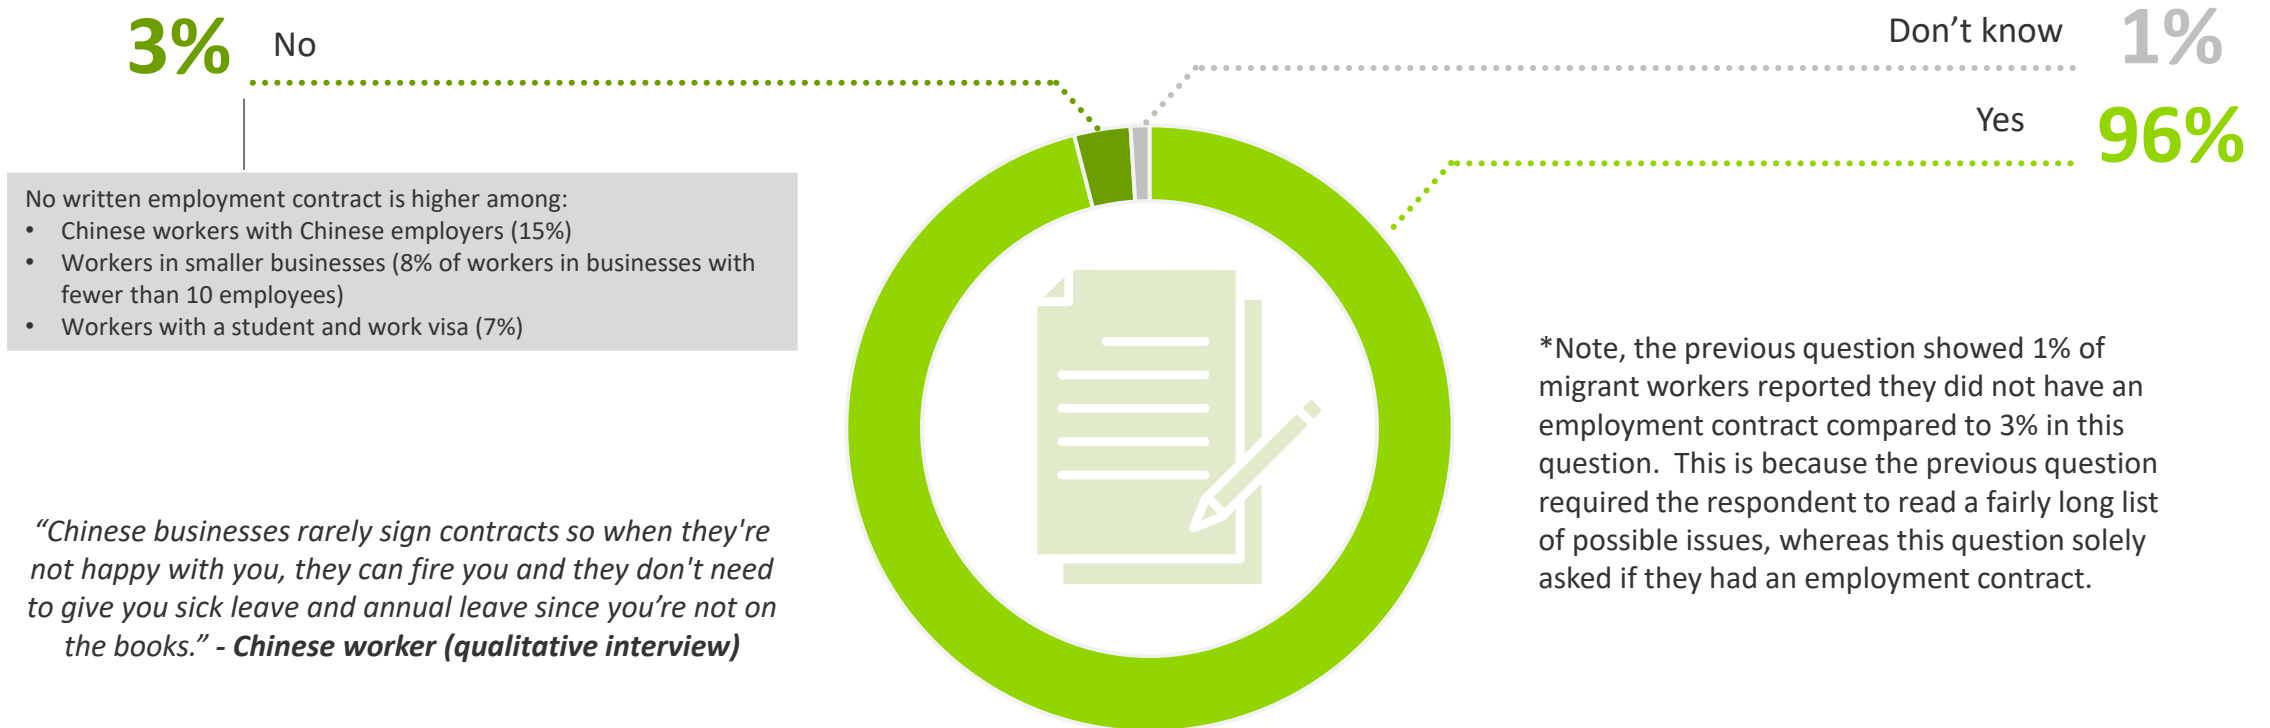 3% No
Don’t know 1%
Yes 96%
No written employment contract is higher among:
• Chinese workers with Chinese employers (15%)
• Workers in smaller businesses (8% of workers in businesses with
fewer than 10 employees)
• Workers with a student and work visa (7%)
“Chinese businesses rarely sign contracts so when they're
not happy with you, they can fire you and they don't need
to give you sick leave and annual leave since you’re not on
the books.” - Chinese worker (qualitative interview)
*Note, the previous question showed 1% of
migrant workers reported they did not have an
employment contract compared to 3% in this
question.  This is because the previous question
required the respondent to read a fairly long list
of possible issues, whereas this question solely
asked if they had an employment contract.